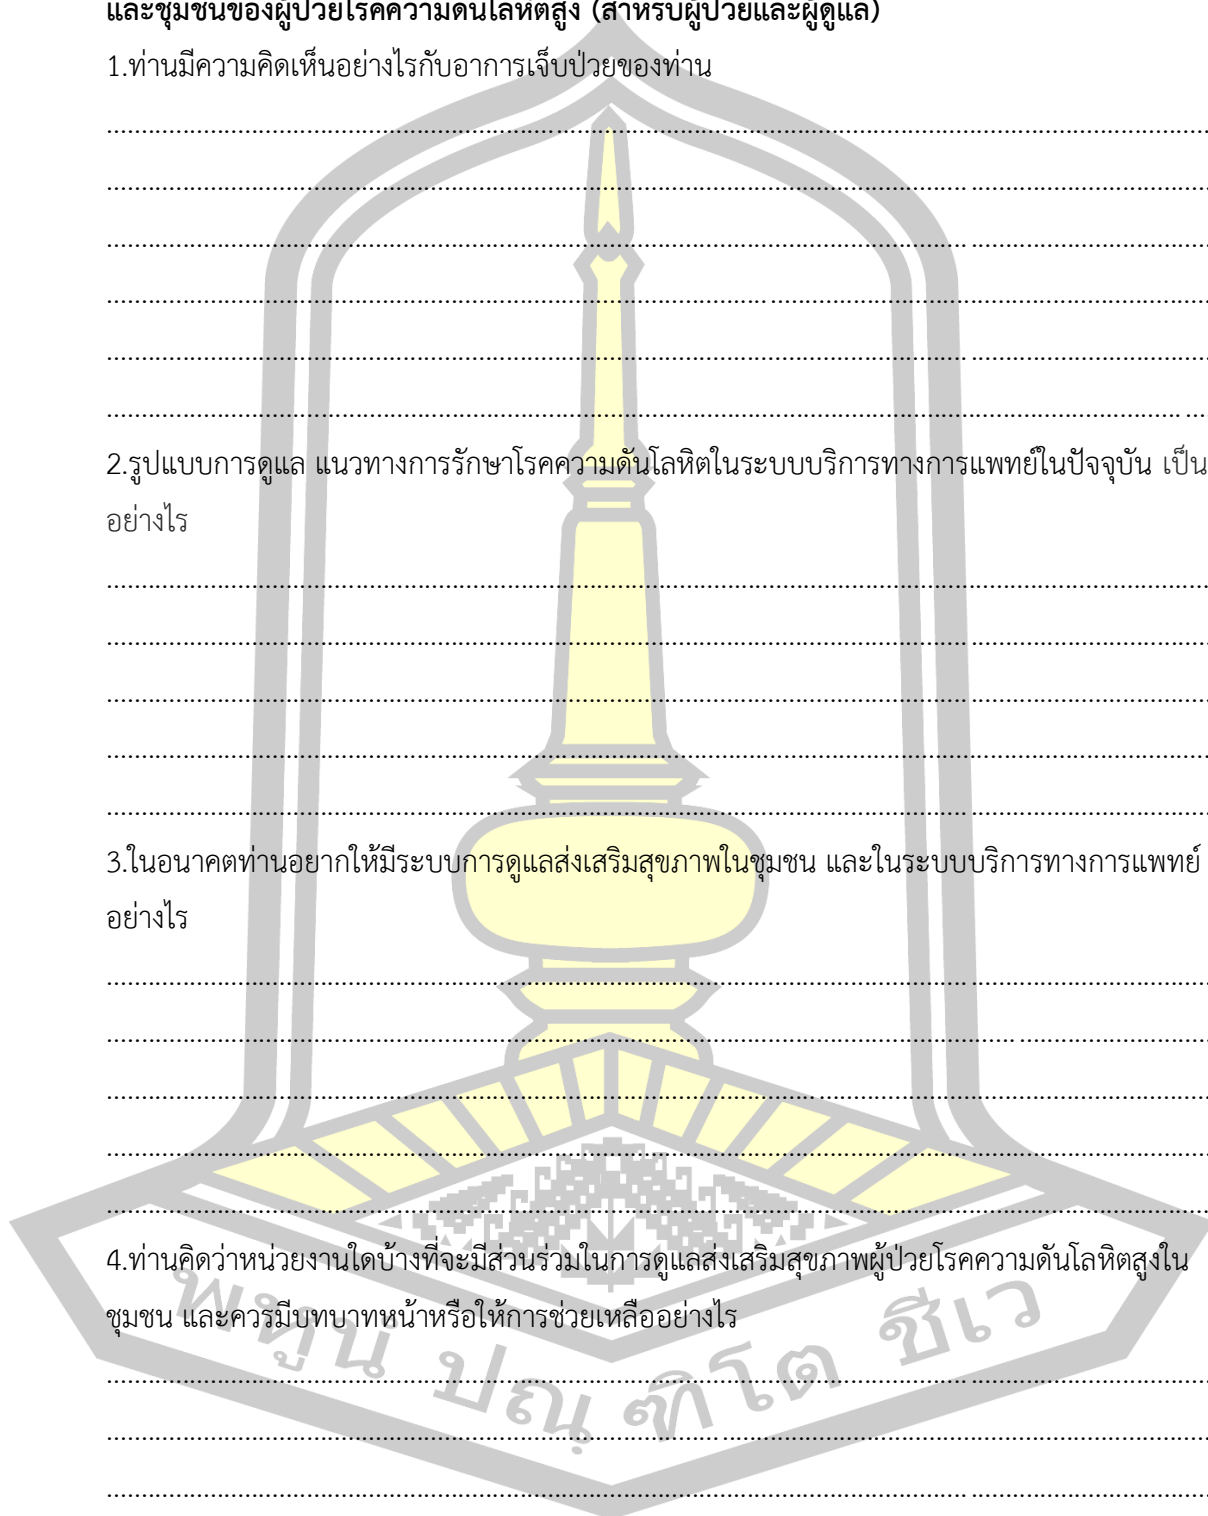 และชุมชนของผู้ป่วยโรคความดันโลหิตสูง (สำหรับผู้ป่วยและผู้ดูแล)
1.ท่านมีความคิดเห็นอย่างไรกับอาการเจ็บป่วยของท่าน
2.รูปแบบการดูแล แนวทางการรักษาโรคความดันโลหิตในระบบบริการทางการแพทย์ในปัจจุบัน เป็น
อย่างไร
3.ในอนาคตท่านอยากให้มีระบบการดูแลส่งเสริมสุขภาพในชุมชน และในระบบบริการทางการแพทย์
อย่างไร
4.ท่านคิดว่าหน่วยงานใดบ้างที่จะมีส่วนร่วมในการดูแลส่งเสริมสุขภาพผู้ป่วยโรคความดันโลหิตสูงใน
ชุมชน และควรมีบทบาทหน้าหรือให้การช่วยเหลืออย่างไร
พหูนํ ปณฺฑิโต ชีเว